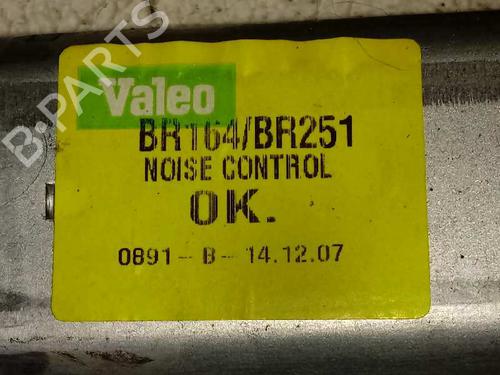 B-PARTS
Valeo
BR164/BR251
NOISE CONTROL
OK.
0891-B-14.12.07